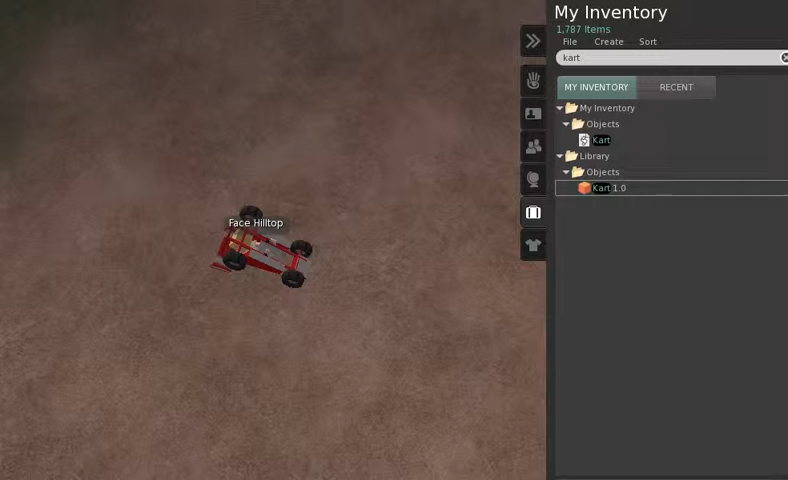 My Inventory
1,787 Items
File Create Sort
kart
MY INVENTORY RECENT
My Inventory
Objects
Kart
Library
Objects
Kart 1.0
Face Hilltop